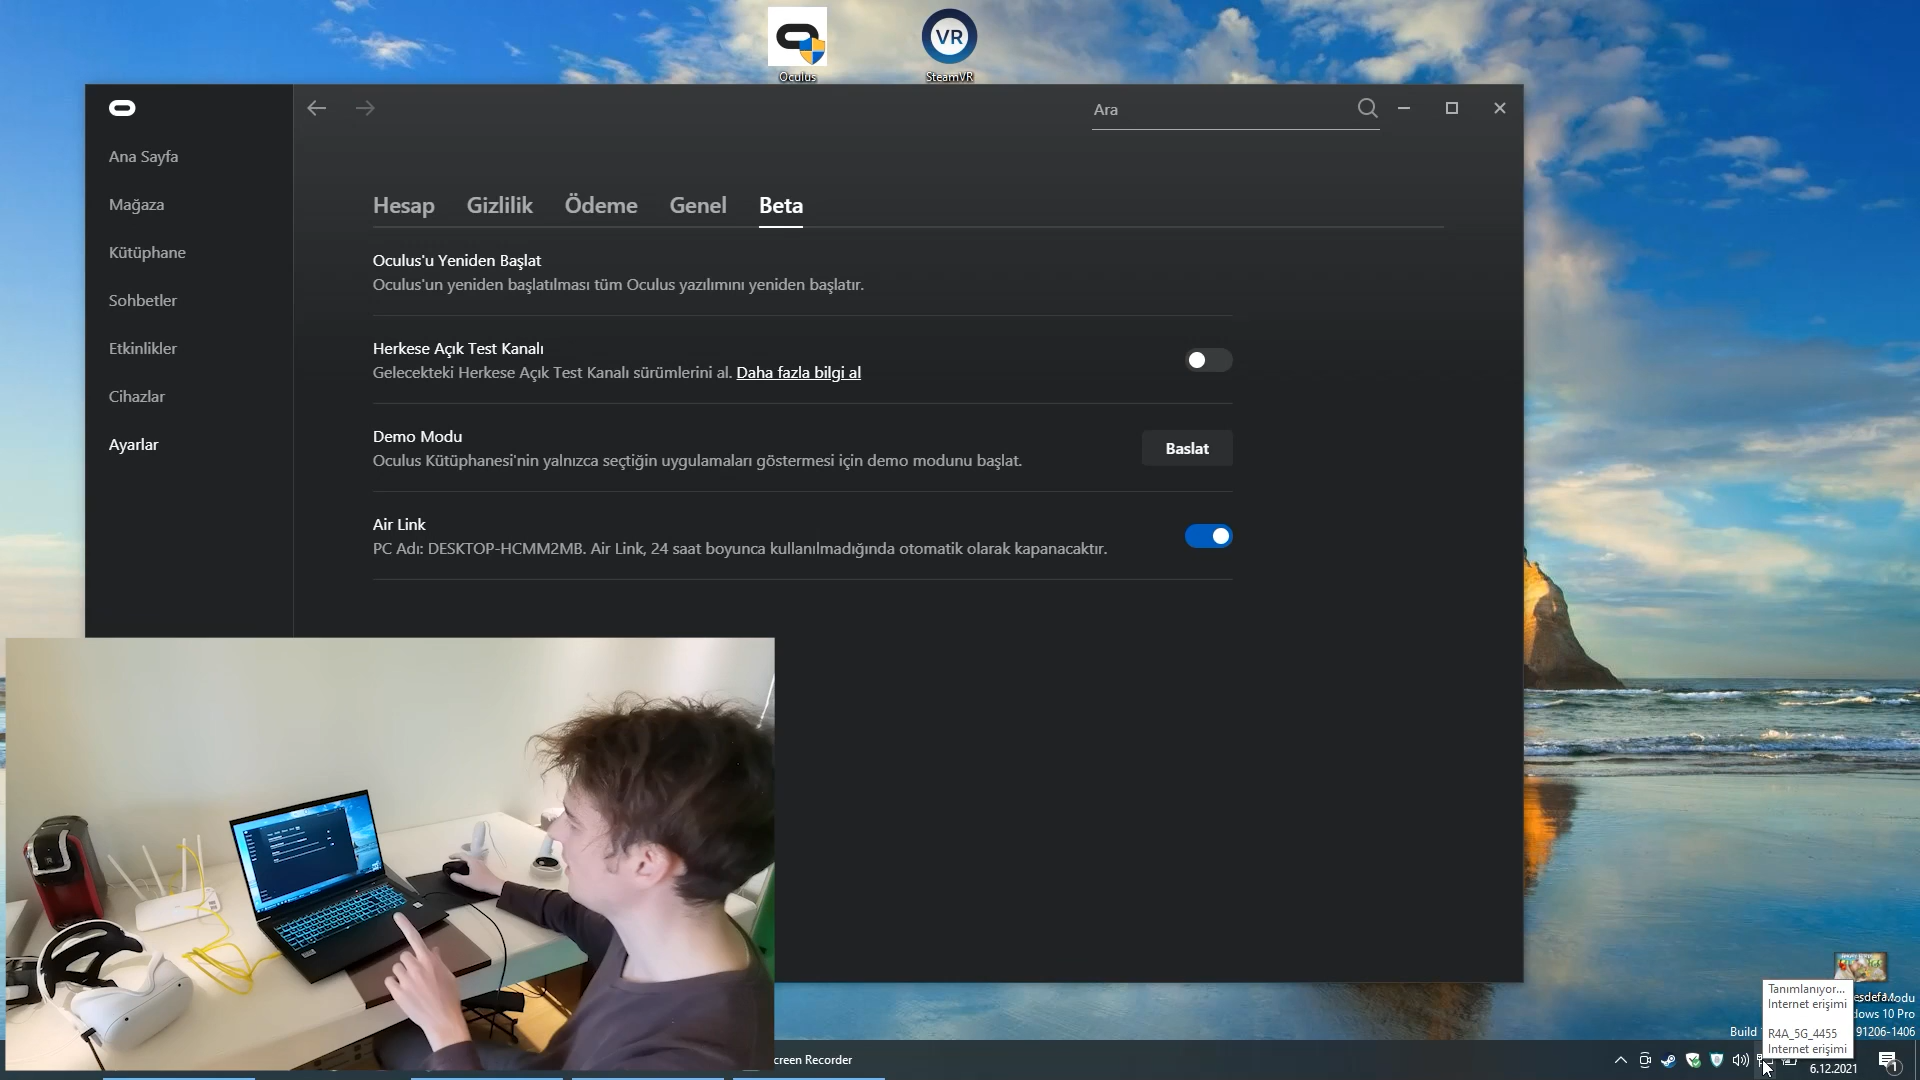 Oculus
VR
SteamVR
Ara
Ana Sayfa
Mağaza
Kütüphane
Sohbetler
Etkinlikler
Cihazlar
Ayarlar
Hesap
Gizlilik
Ödeme
Genel
Beta
Oculus'u Yeniden Başlat
Oculus'un yeniden başlatılması tüm Oculus yazılımını yeniden başlatır.
Herkese Açık Test Kanalı
Gelecekteki Herkese Açık Test Kanalı sürümlerini al. Daha fazla bilgi al
Demo Modu
Oculus Kütüphanesi'nin yalnızca seçtiğin uygulamaları göstermesi için demo modunu başlat.
Baslat
Air Link
PC Adı: DESKTOP-HCMM2MB. Air Link, 24 saat boyunca kullanılmadığında otomatik olarak kapanacaktır.
Tanımlanıyor...
Internet erişimi
R4A_5G_4455
Internet erişimi
dows 10 Pro
Build
91206-1406
creen Recorder
6.12.2021
1